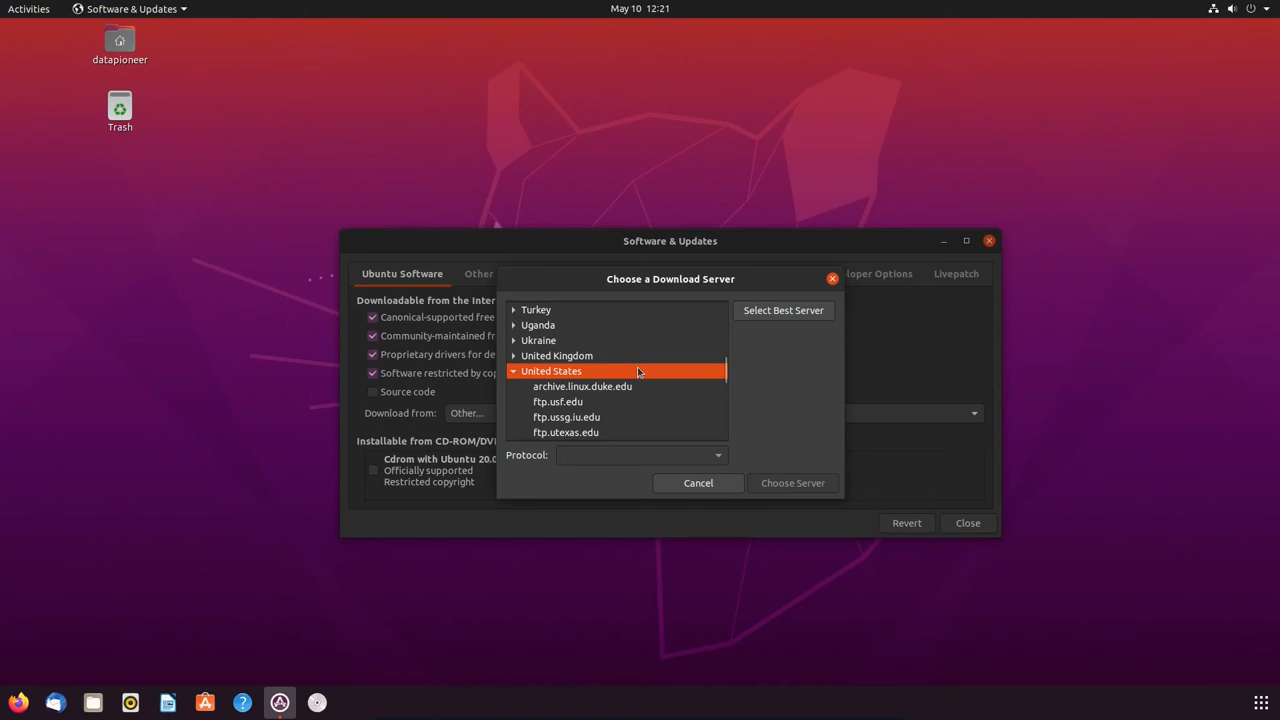 Activities
Software & Updates
May 10 12:21
datapioneer
Trash
Software & Updates
Ubuntu Software
Other
eloper Options
Livepatch
Choose a Download Server
Downloadable from the Inter
Canonical-supported free
Community-maintained fr
Proprietary drivers for de
Software restricted by cop
Source code
Download from:
Other...
Installable from CD-ROM/DV
Cdrom with Ubuntu 20.0
Officially supported
Restricted copyright
Turkey
Uganda
Ukraine
United Kingdom
United States
archive.linux.duke.edu
ftp.usf.edu
ftp.ussg.iu.edu
ftp.utexas.edu
Select Best Server
Protocol:
Cancel
Choose Server
Revert
Close